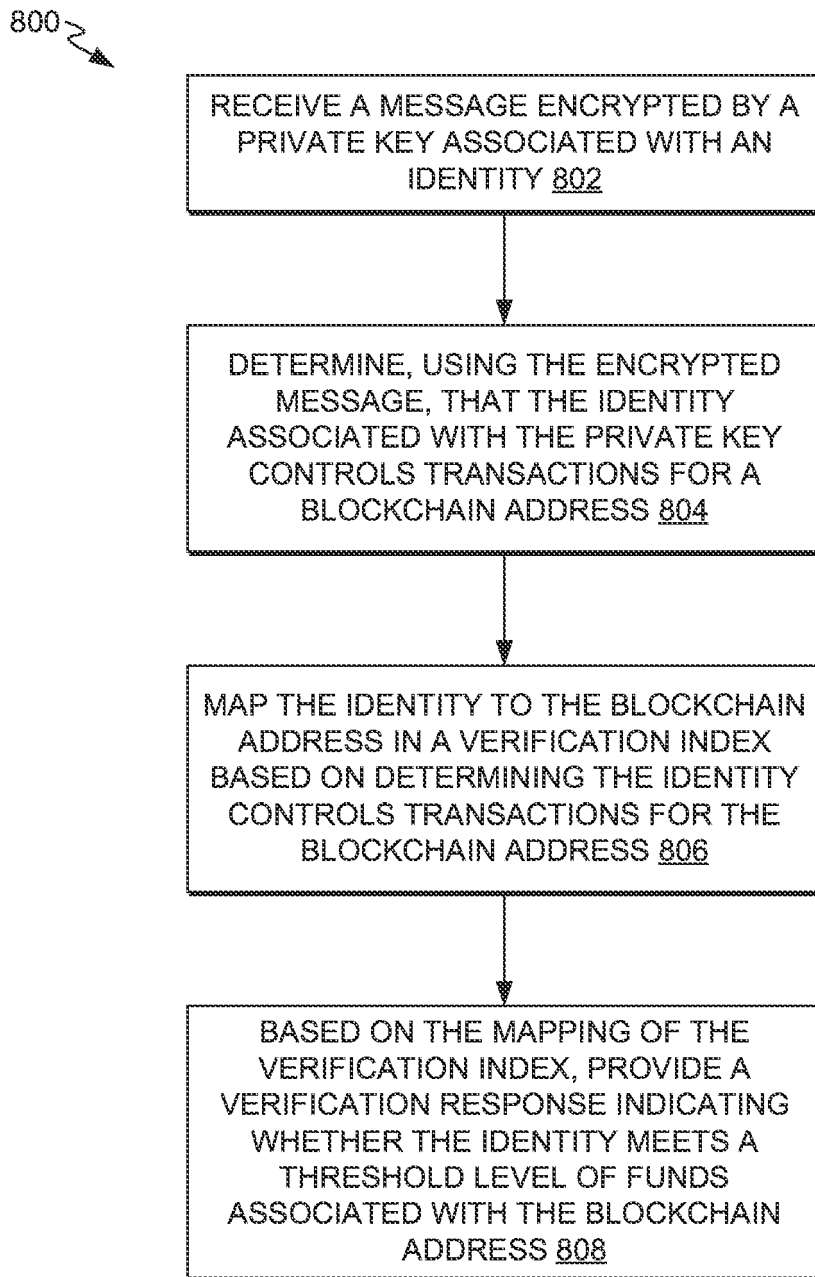 800
RECEIVE A MESSAGE ENCRYPTED BY A
PRIVATE KEY ASSOCIATED WITH AN
IDENTITY 802
DETERMINE, USING THE ENCRYPTED
MESSAGE, THAT THE IDENTITY
ASSOCIATED WITH THE PRIVATE KEY
CONTROLS TRANSACTIONS FOR A
BLOCKCHAIN ADDRESS 804
MAP THE IDENTITY TO THE BLOCKCHAIN
ADDRESS IN A VERIFICATION INDEX
BASED ON DETERMINING THE IDENTITY
CONTROLS TRANSACTIONS FOR THE
BLOCKCHAIN ADDRESS 806
BASED ON THE MAPPING OF THE
VERIFICATION INDEX, PROVIDE A
VERIFICATION RESPONSE INDICATING
WHETHER THE IDENTITY MEETS A
THRESHOLD LEVEL OF FUNDS
ASSOCIATED WITH THE BLOCKCHAIN
ADDRESS 808